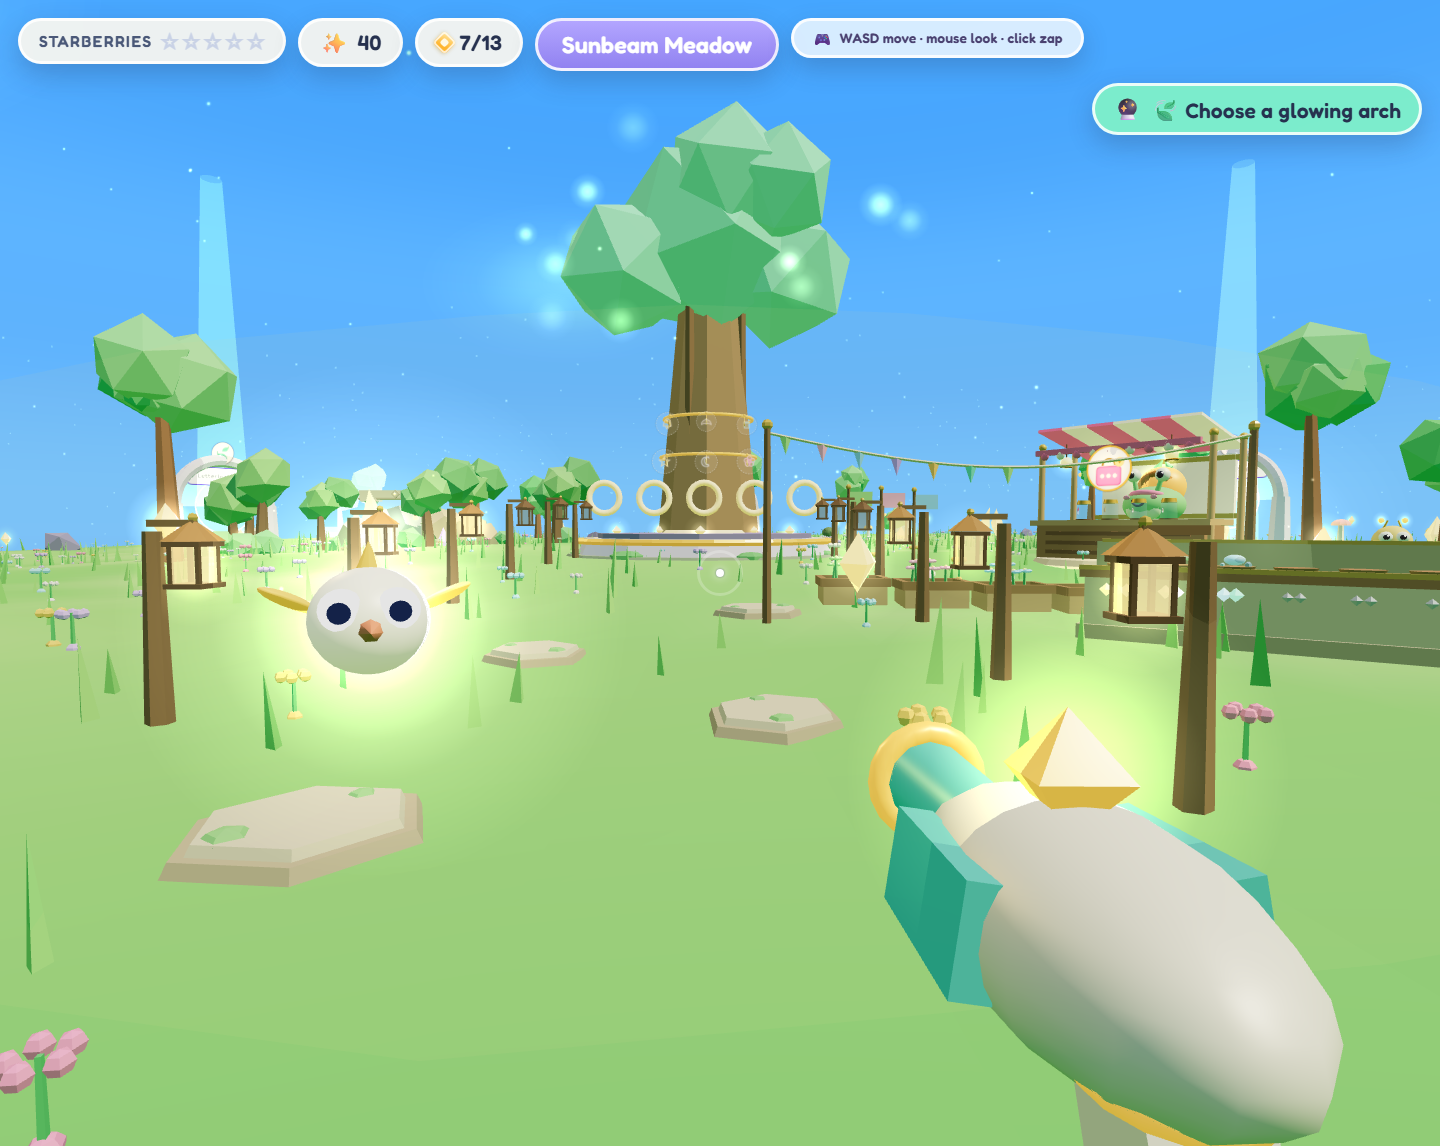 STARBERRIES
40
7/13
Sunbeam Meadow
WASD move · mouse look · click zap
Choose a glowing arch